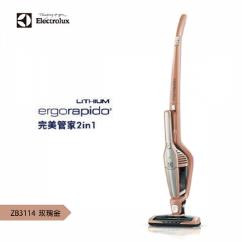 Electrolux
LITHIUM
ergorapido®
完美管家2in1
ZB3114 玫瑰金